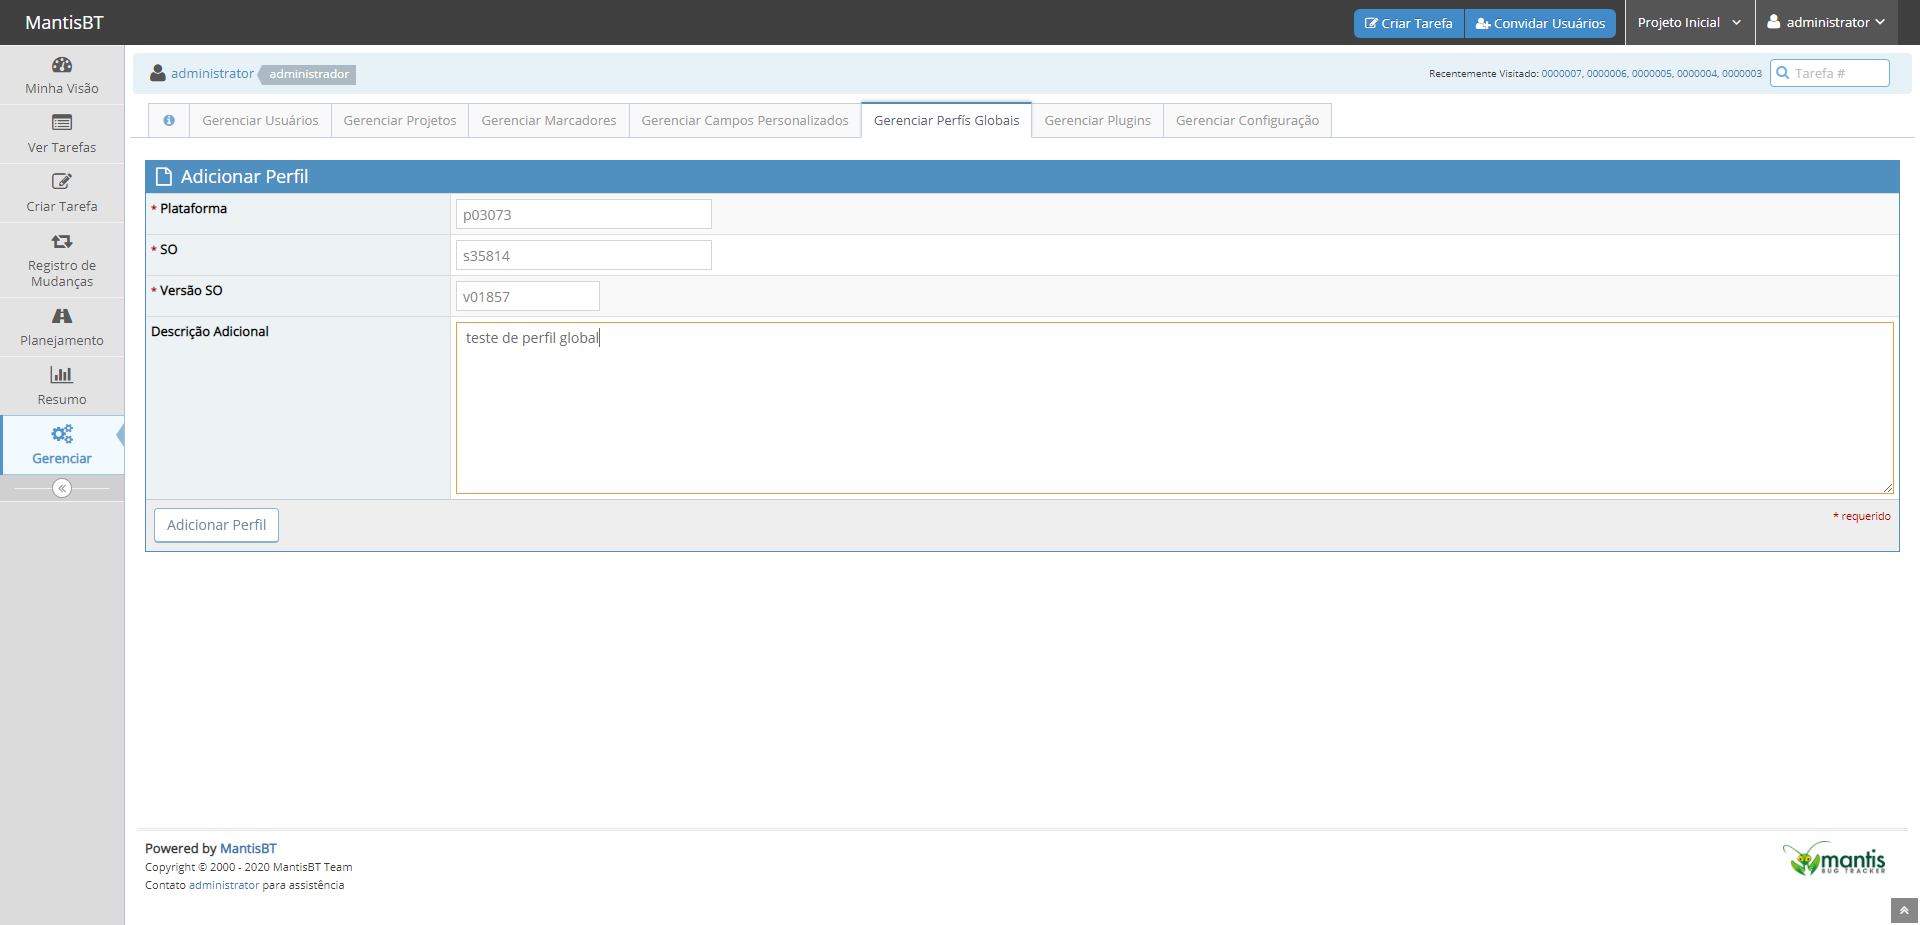 MantisBT
Criar Tarefa
Convidar Usuários
Projeto Inicial
administrator
Minha Visão
Ver Tarefas
Criar Tarefa
Registro de
Mudanças
Planejamento
Resumo
Gerenciar
administrator
administrador
Recentemente Visitado: 0000007, 0000006, 0000005, 0000004, 0000003
Tarefa #
Gerenciar Usuários
Gerenciar Projetos
Gerenciar Marcadores
Gerenciar Campos Personalizados
Gerenciar Perfís Globais
Gerenciar Plugins
Gerenciar Configuração
Adicionar Perfil
* Plataforma
p03073
* SO
s35814
* Versão SO
v01857
Descrição Adicional
teste de perfil global
Adicionar Perfil
* requerido
Powered by MantisBT
Copyright © 2000 - 2020 MantisBT Team
Contato administrator para assistência
mantis
BUG TRACKER